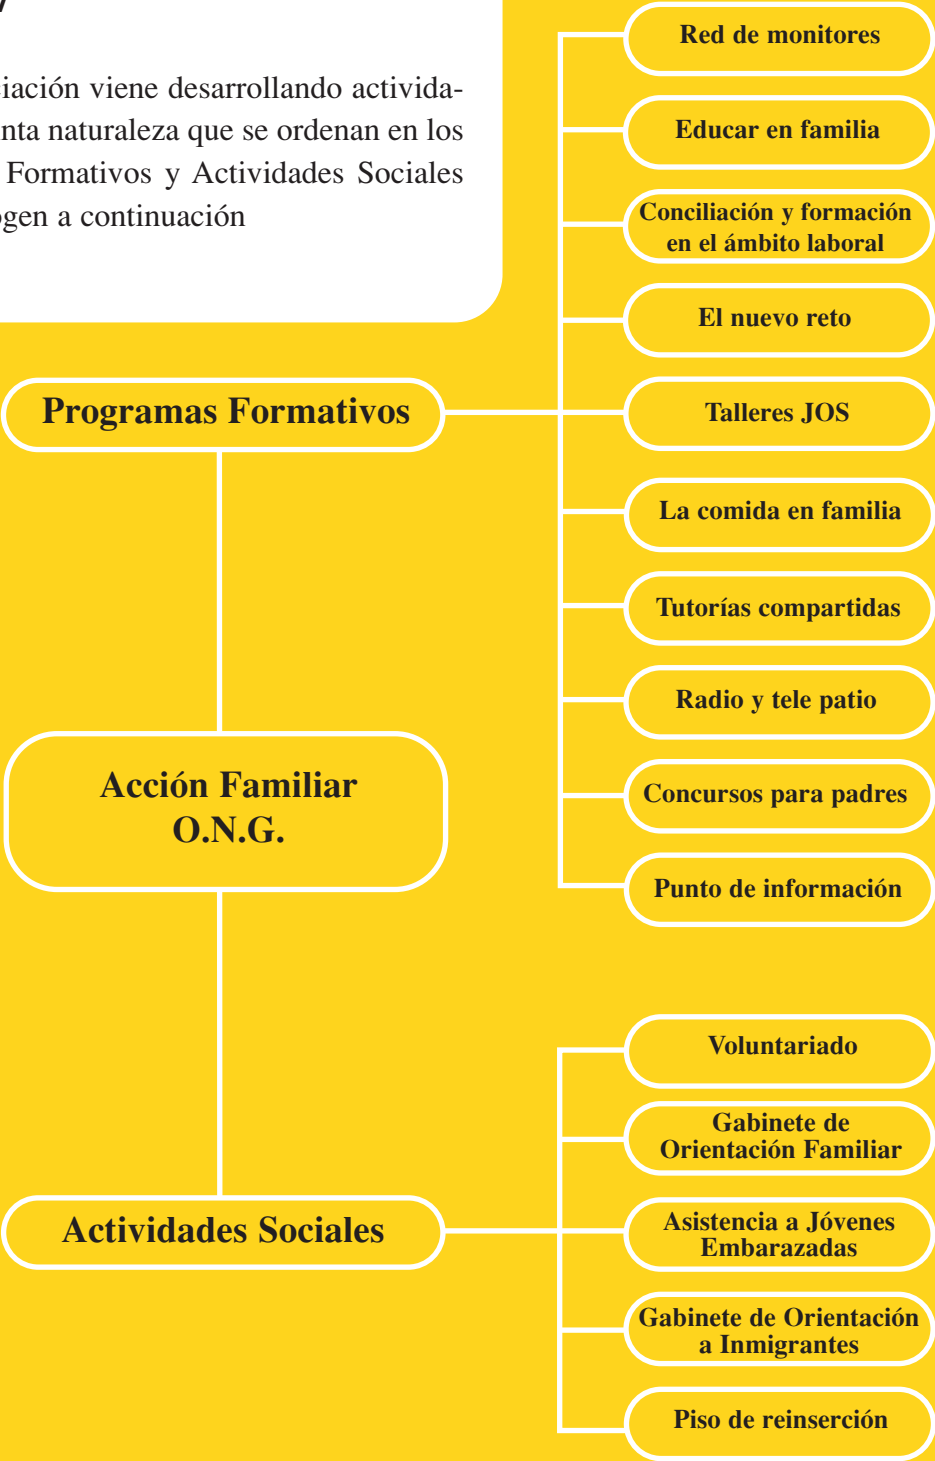 viene desarrollando activida-
naturaleza que se ordenan en los
Formativos y Actividades Sociales
a continuación
Programas Formativos
Red de monitores
Educar en familia
Conciliación y formación
en el ámbito laboral
El nuevo reto
Talleres JOS
La comida en familia
Tutorías compartidas
Radio y tele patio
Concursos para padres
Punto de información
Acción Familiar
O.N.G.
Actividades Sociales
Voluntariado
Gabinete de
Orientación Familiar
Asistencia a Jóvenes
Embarazadas
Gabinete de Orientación
a Inmigrantes
Piso de reinserción